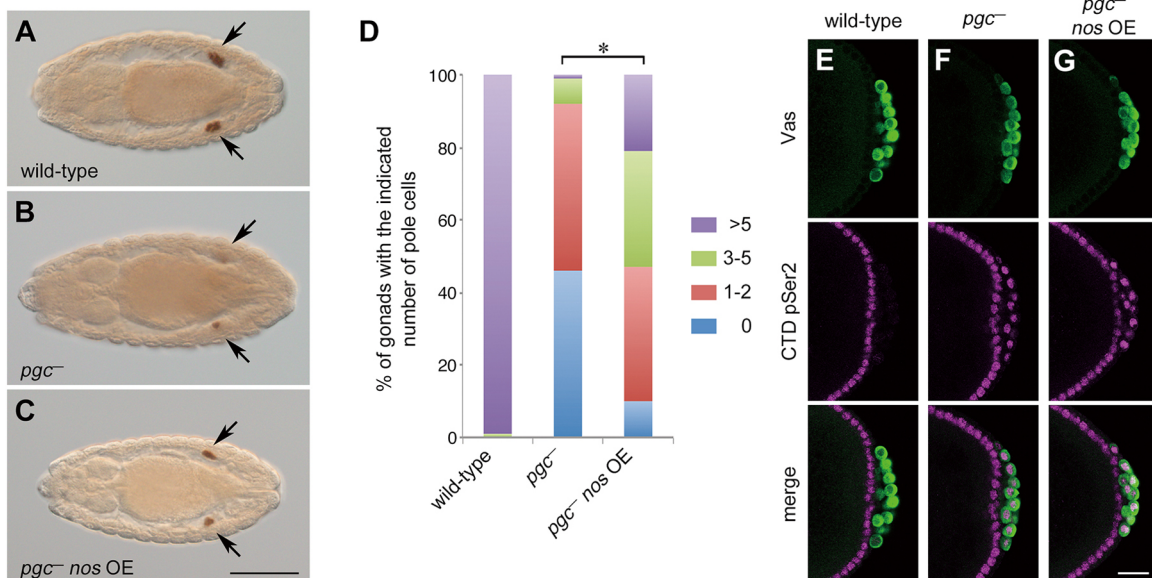 A
wild-type
B
pgc–
C
pgc– nos OE
D
*
% of gonads with the indicated
number of pole cells
100
80
60
40
20
0
wild-type
pgc–
pgc– nos OE
>5
3-5
1-2
0
wild-type
pgc–
pgc–
nos OE
E
F
G
Vas
CTD pSer2
merge